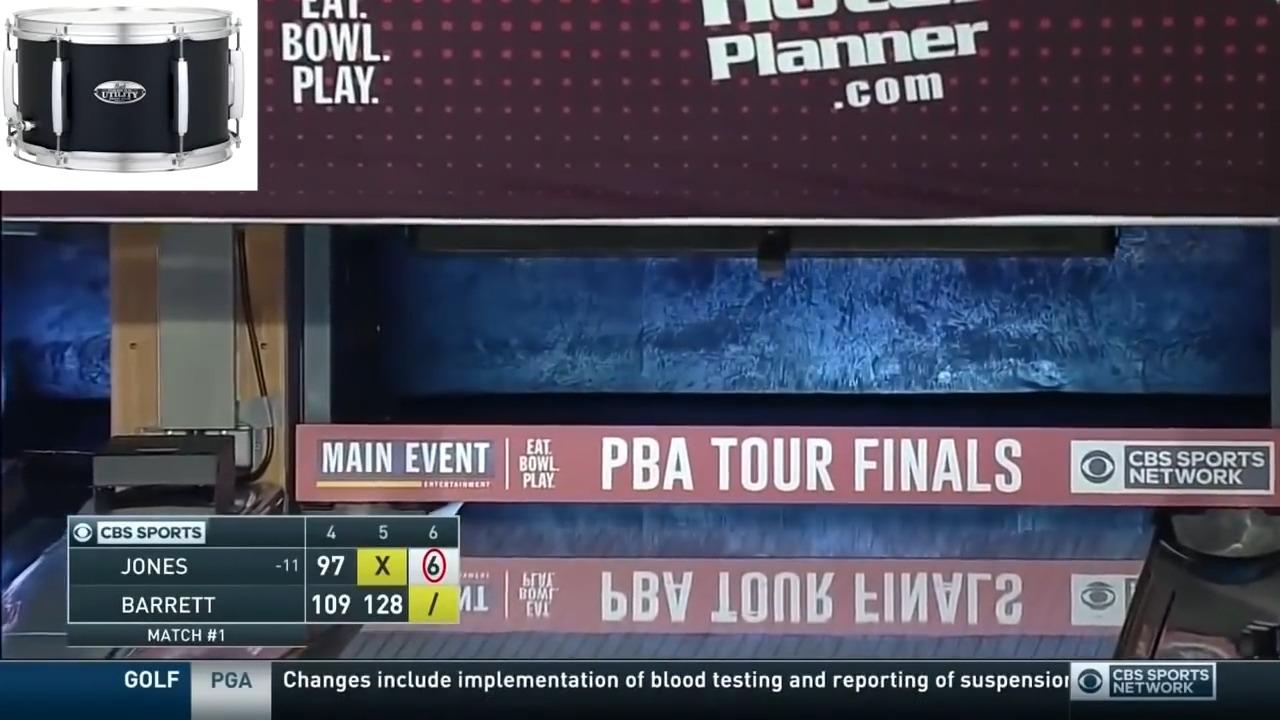 EAT.
BOWL.
PLAY.
Planner
.com
UTILITY
MAIN EVENT
ENTERTAINMENT
EAT.
BOWL.
PLAY.
PBA TOUR FINALS
CBS SPORTS
NETWORK
CBS SPORTS 4 5 6
JONES -11 97 X 6
BARRETT 109 128 /
MATCH #1
GOLF PGA Changes include implementation of blood testing and reporting of suspension
CBS SPORTS
NETWORK